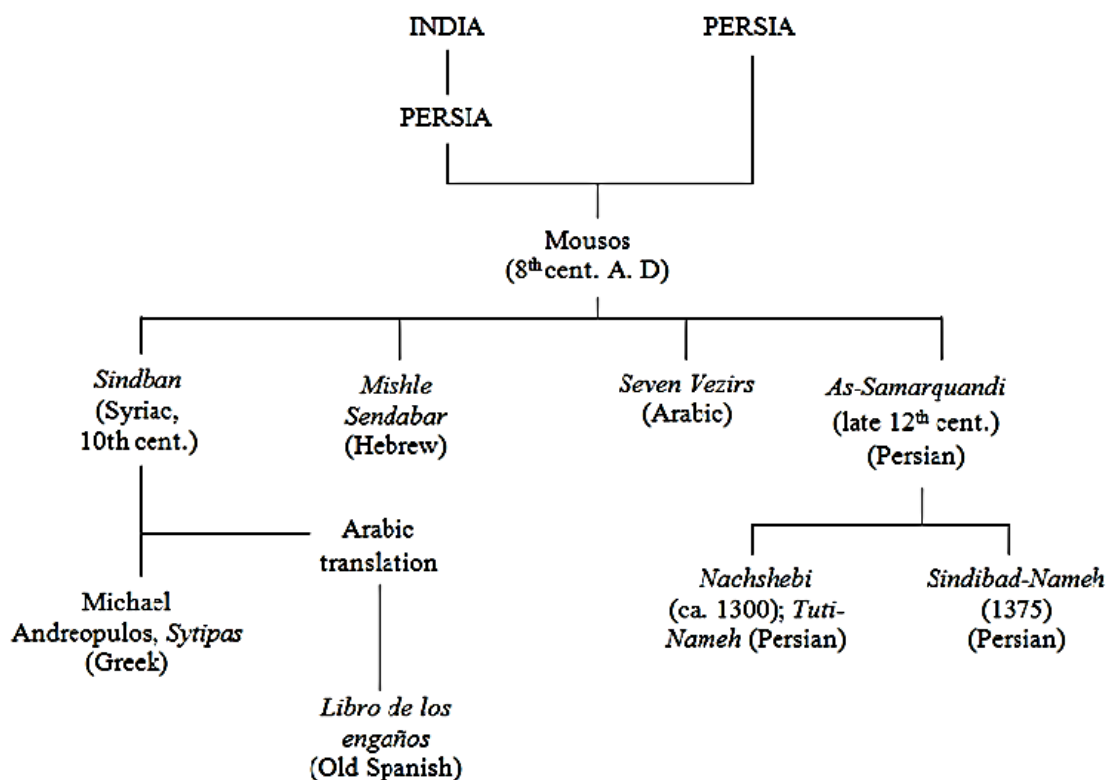 INDIA
PERSIA
PERSIA
Mousos
(8th cent. A. D)
Sindban
(Syriac,
10th cent.)
Mishle
Sendabar
(Hebrew)
Seven Vezirs
(Arabic)
As-Samarquandi
(late 12th cent.)
(Persian)
Arabic
translation
Michael
Andreopulos, Sytipas
(Greek)
Nachshebi
(ca. 1300); Tuti-
Nameh (Persian)
Sindibad-Nameh
(1375)
(Persian)
Libro de los
engaños
(Old Spanish)